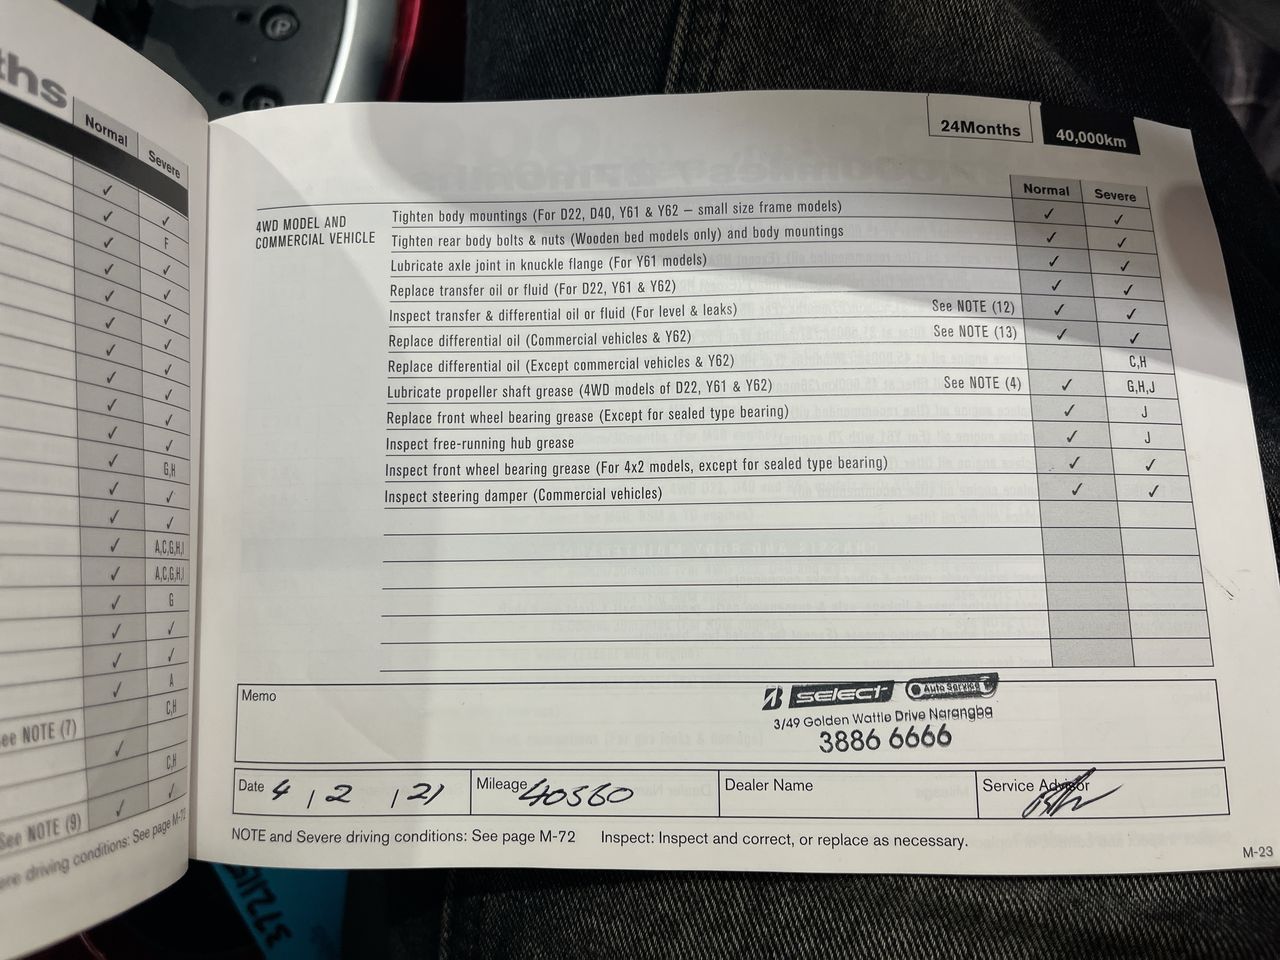 ths
Normal
Severe
✓
✓ ✓
✓ F
✓ ✓
✓ ✓
✓ ✓
✓ ✓
✓ ✓
✓ ✓
✓ ✓
✓ G,H
✓ ✓
✓ ✓
✓ A,C,G,H,I
✓ A,C,G,H,I
✓ G
✓ ✓
✓ ✓
✓ A
C,H
ee NOTE (7)
✓ C,H
✓
See NOTE (9) ✓
ere driving conditions: See page M-72
24Months 40,000km
Normal Severe
4WD MODEL AND
COMMERCIAL VEHICLE
Tighten body mountings (For D22, D40, Y61 & Y62 – small size frame models) ✓ ✓
Tighten rear body bolts & nuts (Wooden bed models only) and body mountings ✓ ✓
Lubricate axle joint in knuckle flange (For Y61 models) ✓ ✓
Replace transfer oil or fluid (For D22, Y61 & Y62) ✓ ✓
Inspect transfer & differential oil or fluid (For level & leaks) See NOTE (12) ✓ ✓
Replace differential oil (Commercial vehicles & Y62) See NOTE (13) ✓ ✓
Replace differential oil (Except commercial vehicles & Y62) C,H
Lubricate propeller shaft grease (4WD models of D22, Y61 & Y62) See NOTE (4) ✓ G,H,J
Replace front wheel bearing grease (Except for sealed type bearing) ✓ J
Inspect free-running hub grease ✓ J
Inspect front wheel bearing grease (For 4x2 models, except for sealed type bearing) ✓ ✓
Inspect steering damper (Commercial vehicles) ✓ ✓
Memo
SELECT Auto Service
3/49 Golden Wattle Drive Narangba
3886 6666
Date 4 / 2 / 21 Mileage 40560 Dealer Name Service Advisor
NOTE and Severe driving conditions: See page M-72 Inspect: Inspect and correct, or replace as necessary.
M-23